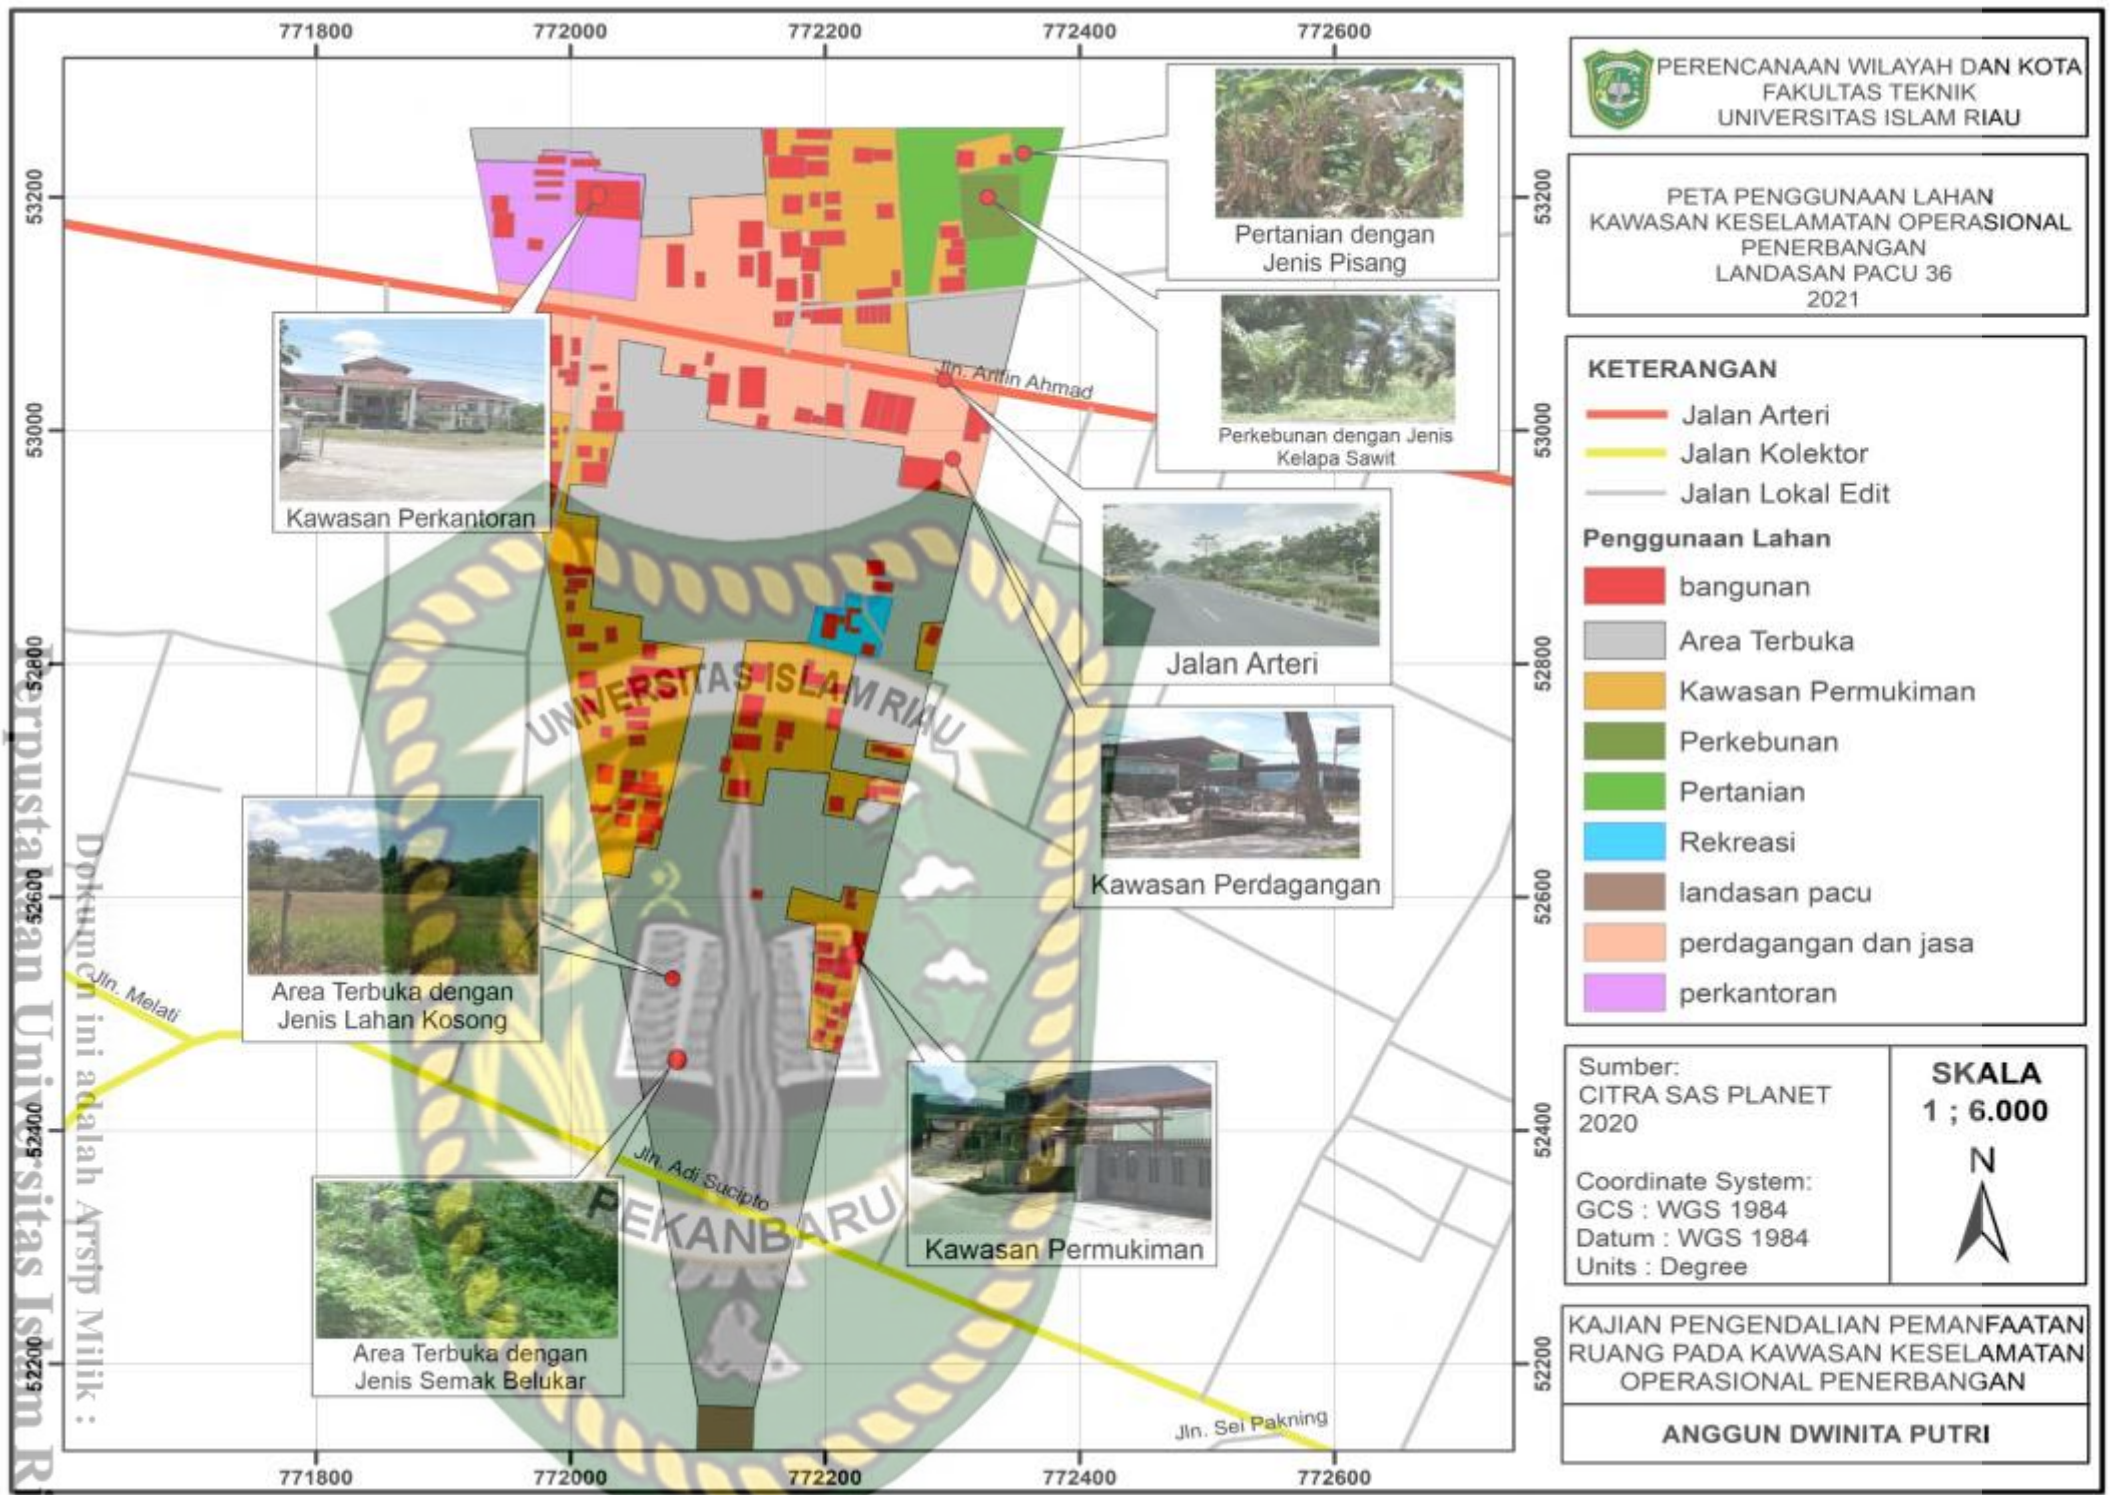 771800 772000 772200 772400 772600
53200 53000 52800 52600 52400 52200
53200 53000 52800 52600 52400 52200
Pertanian dengan
Jenis Pisang
Perkebunan dengan Jenis
Kelapa Sawit
Jln. Arifin Ahmad
Kawasan Perkantoran
Jalan Arteri
Kawasan Perdagangan
UNIVERSITAS ISLAM RIAU
Area Terbuka dengan
Jenis Lahan Kosong
Jln. Melati
Jln. Adi Sucipto
PEKANBARU
Kawasan Permukiman
Area Terbuka dengan
Jenis Semak Belukar
Jln. Sei Pakning
771800 772000 772200 772400 772600
PERENCANAAN WILAYAH DAN KOTA
FAKULTAS TEKNIK
UNIVERSITAS ISLAM RIAU
PETA PENGGUNAAN LAHAN
KAWASAN KESELAMATAN OPERASIONAL
PENERBANGAN
LANDASAN PACU 36
2021
KETERANGAN
Jalan Arteri
Jalan Kolektor
Jalan Lokal Edit
Penggunaan Lahan
bangunan
Area Terbuka
Kawasan Permukiman
Perkebunan
Pertanian
Rekreasi
landasan pacu
perdagangan dan jasa
perkantoran
Sumber:
CITRA SAS PLANET
2020
Coordinate System:
GCS : WGS 1984
Datum : WGS 1984
Units : Degree
SKALA
1 ; 6.000
N
KAJIAN PENGENDALIAN PEMANFAATAN
RUANG PADA KAWASAN KESELAMATAN
OPERASIONAL PENERBANGAN
ANGGUN DWINITA PUTRI
Dokumen ini adalah Arsip Milik :
Perpustakaan Universitas Islam Ri